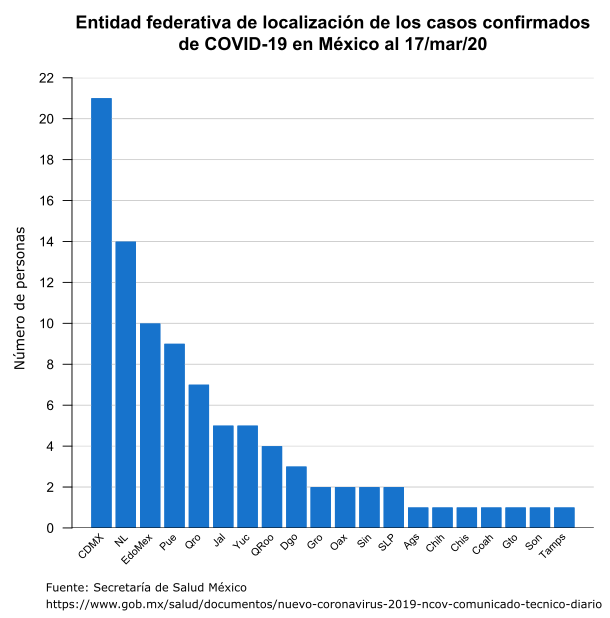 Entidad federativa de localización de los casos confirmados
de COVID-19 en México al 17/mar/20
Número de personas
22
20
18
16
14
12
10
8
6
4
2
0
CDMX
NL
EdoMex
Pue
Qro
Jal
Yuc
QRoo
Dgo
Gro
Oax
Sin
SLP
Ags
Chih
Chis
Coah
Gto
Son
Tamps
Fuente: Secretaría de Salud México
https://www.gob.mx/salud/documentos/nuevo-coronavirus-2019-ncov-comunicado-tecnico-diario